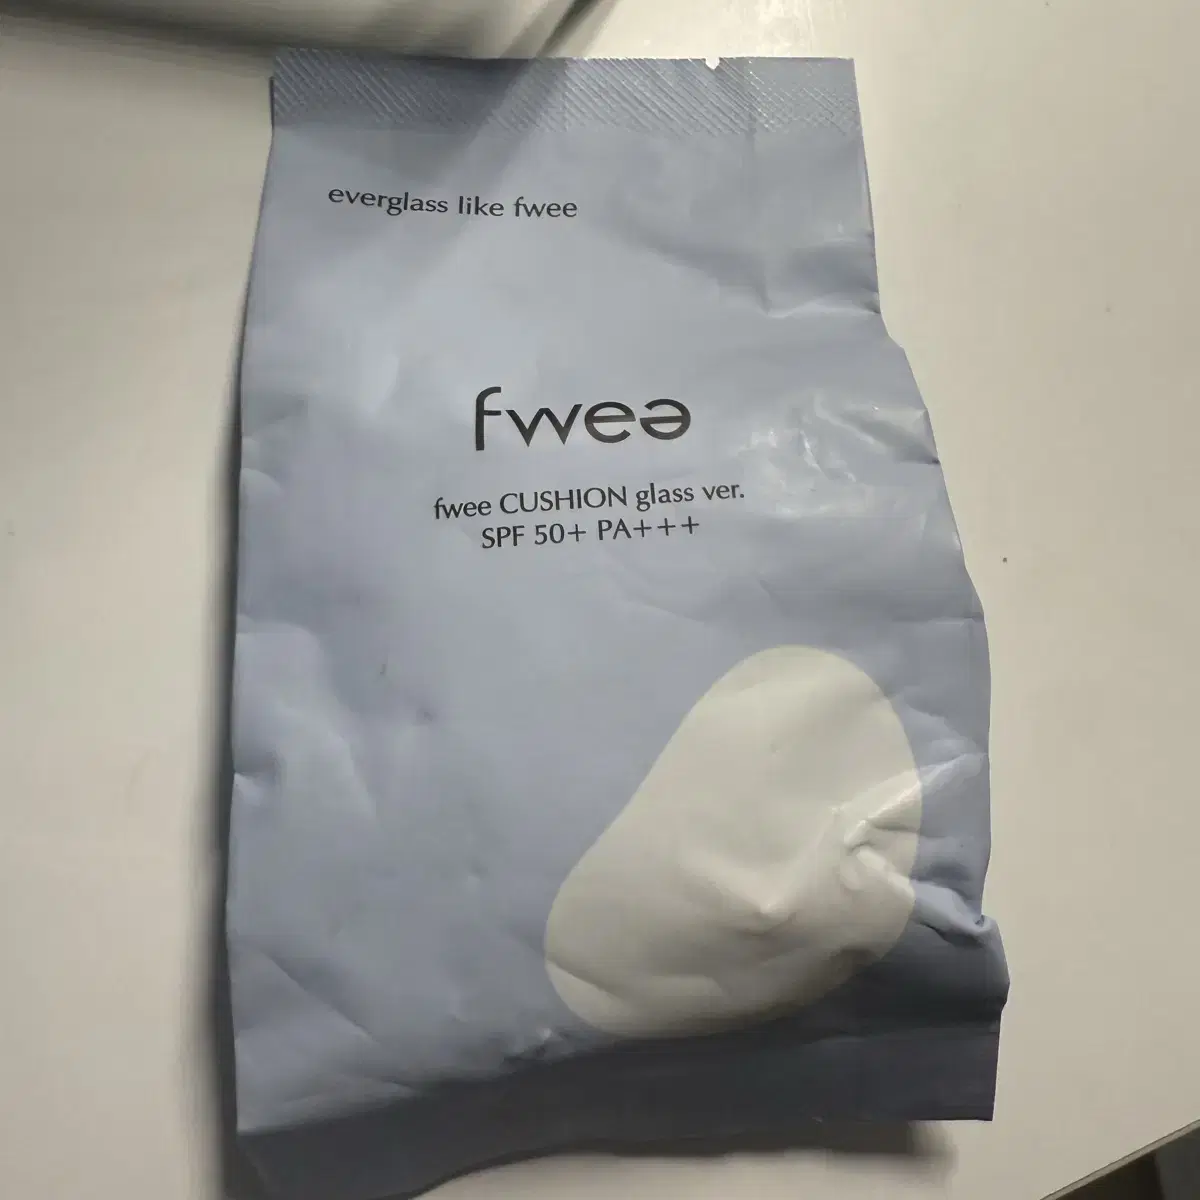 everglass like fwee
fwee
fwee CUSHION glass ver.
SPF 50+ PA+++